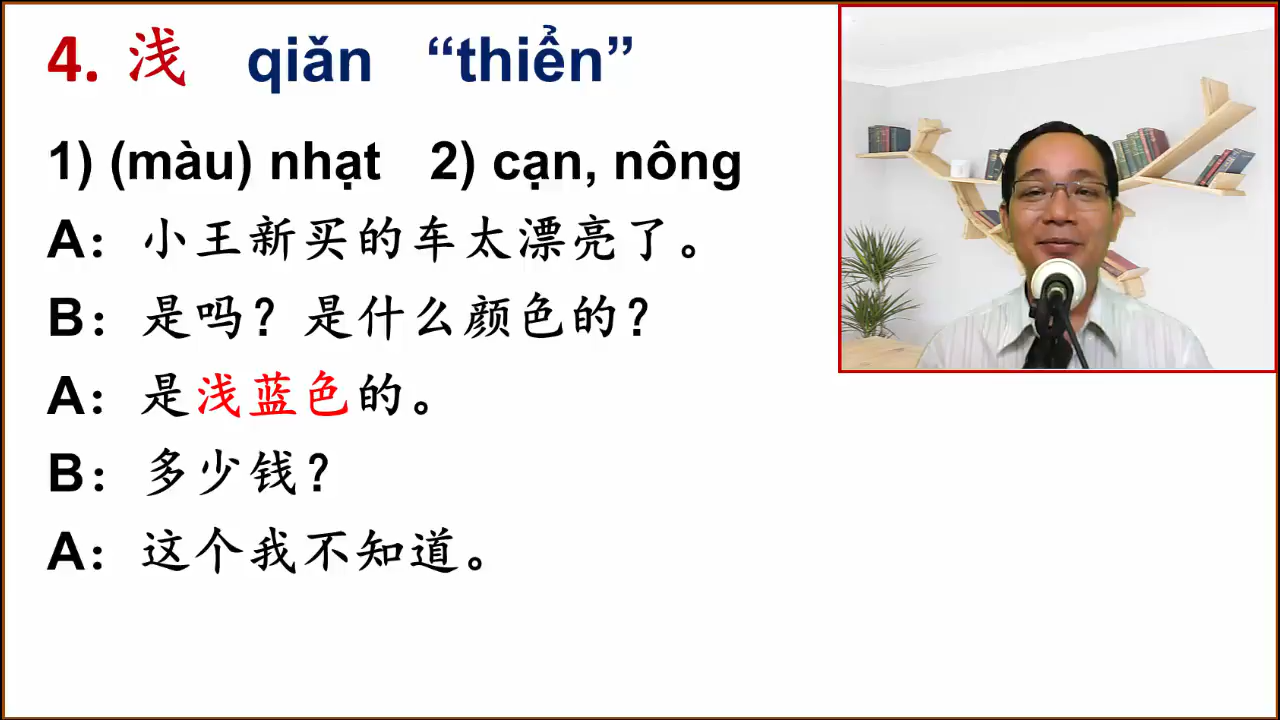 4. 浅 qiǎn “thiển”
1) (màu) nhạt 2) cạn, nông
A：小王新买的车太漂亮了。
B：是吗？是什么颜色的？
A：是浅蓝色的。
B：多少钱？
A：这个我不知道。